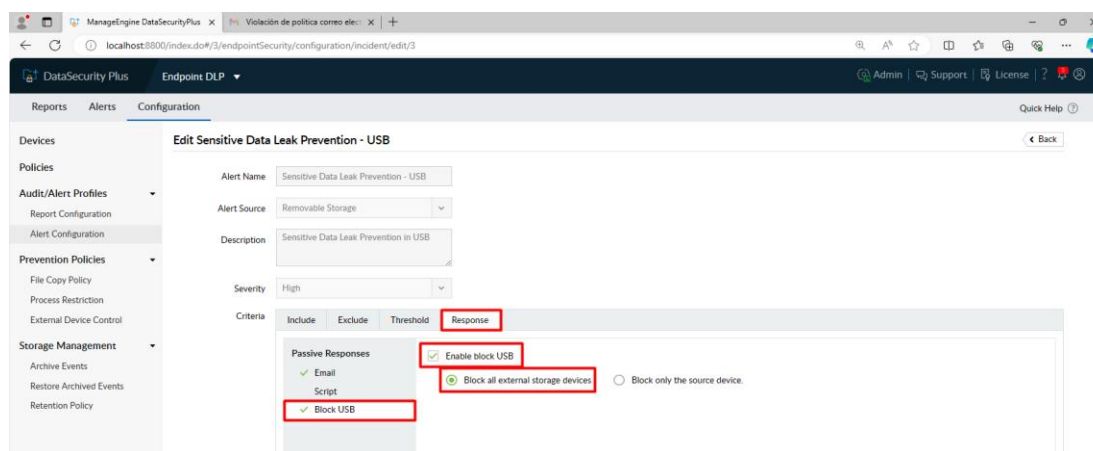 ManageEngine DataSecurityPlus
Violación de politica correo elec
localhost:8800/index.do#/3/endpointSecurity/configuration/incident/edit/3
DataSecurity Plus
Endpoint DLP
Admin | Support | License | ?
Reports Alerts Configuration
Quick Help
Devices
Policies
Audit/Alert Profiles
Report Configuration
Alert Configuration
Prevention Policies
File Copy Policy
Process Restriction
External Device Control
Storage Management
Archive Events
Restore Archived Events
Retention Policy
Edit Sensitive Data Leak Prevention - USB
Back
Alert Name Sensitive Data Leak Prevention - USB
Alert Source Removable Storage
Description Sensitive Data Leak Prevention in USB
Severity High
Criteria Include Exclude Threshold Response
Passive Responses
Email
Script
Block USB
Enable block USB
Block all external storage devices Block only the source device.